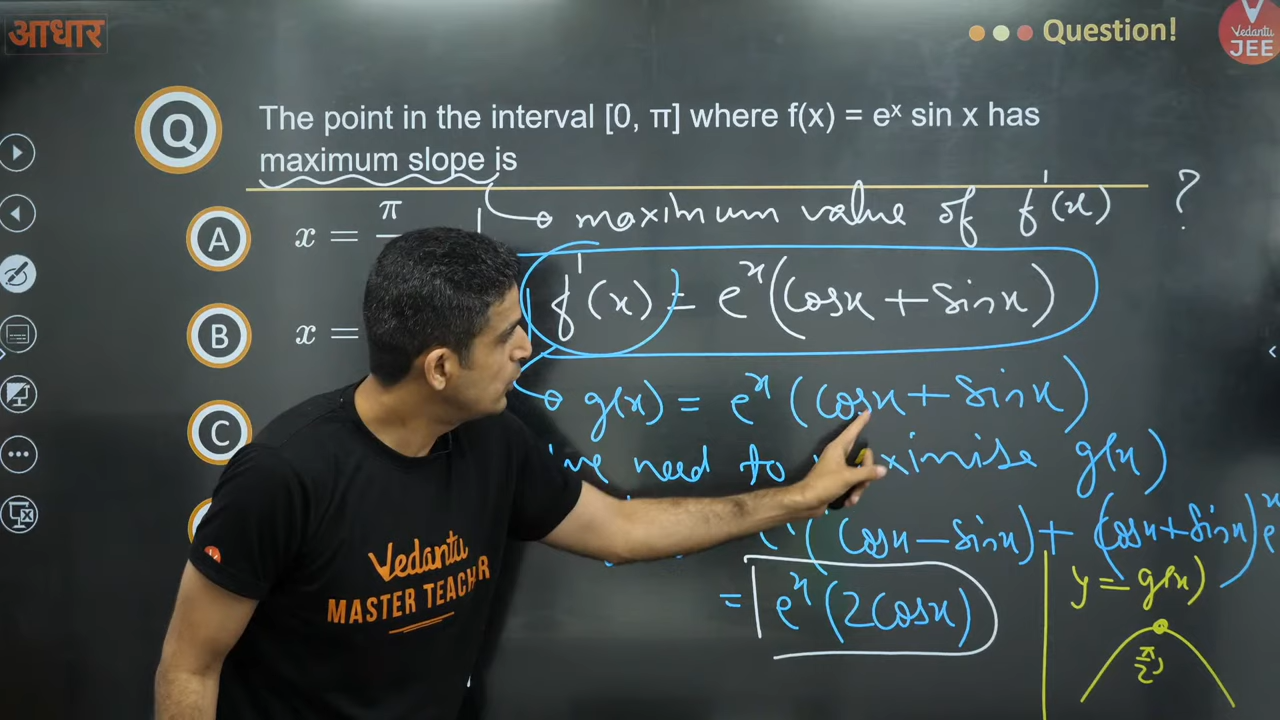 आधार
Question!
Vedantu
JEE
Q
The point in the interval [0, π] where f(x) = eˣ sin x has
maximum slope is
maximum value of f'(x) ?
A
x = π
f'(x) = eˣ(cosx + sinx)
B
x =
g(x) = eˣ (cosx + sinx)
C
we need to g(x)
(cosx − sinx) + (cosx + sinx)eˣ
= eˣ(2cosx)
y = g(x)
π/2
Vedantu
MASTER TEACHER